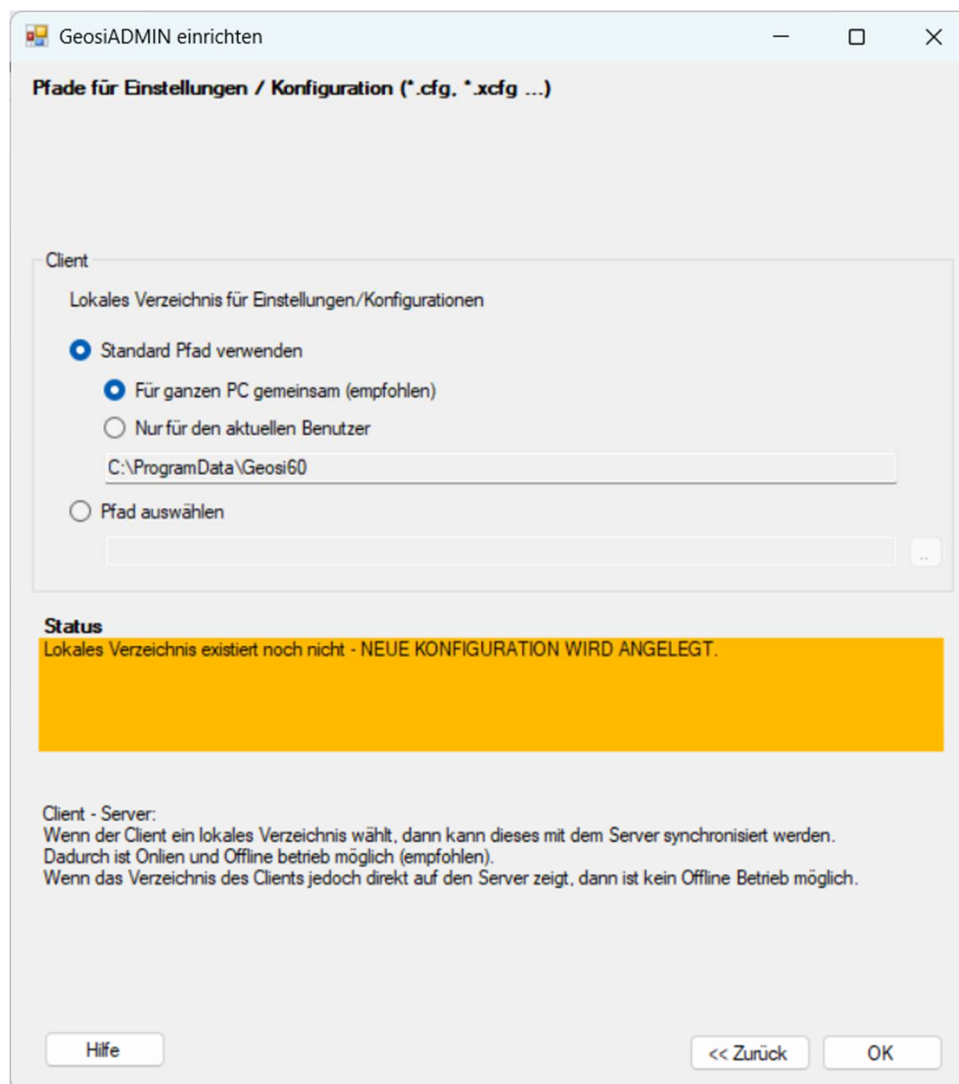 GeosiADMIN einrichten
Pfade für Einstellungen / Konfiguration (*.cfg, *.xcfg ...)
Client
Lokales Verzeichnis für Einstellungen/Konfigurationen
Standard Pfad verwenden
Für ganzen PC gemeinsam (empfohlen)
Nur für den aktuellen Benutzer
C:\ProgramData\Geosi60
Pfad auswählen
..
Status
Lokales Verzeichnis existiert noch nicht - NEUE KONFIGURATION WIRD ANGELEGT.
Client - Server:
Wenn der Client ein lokales Verzeichnis wählt, dann kann dieses mit dem Server synchronisiert werden.
Dadurch ist Onlien und Offline betrieb möglich (empfohlen).
Wenn das Verzeichnis des Clients jedoch direkt auf den Server zeigt, dann ist kein Offline Betrieb möglich.
Hilfe
<< Zurück
OK